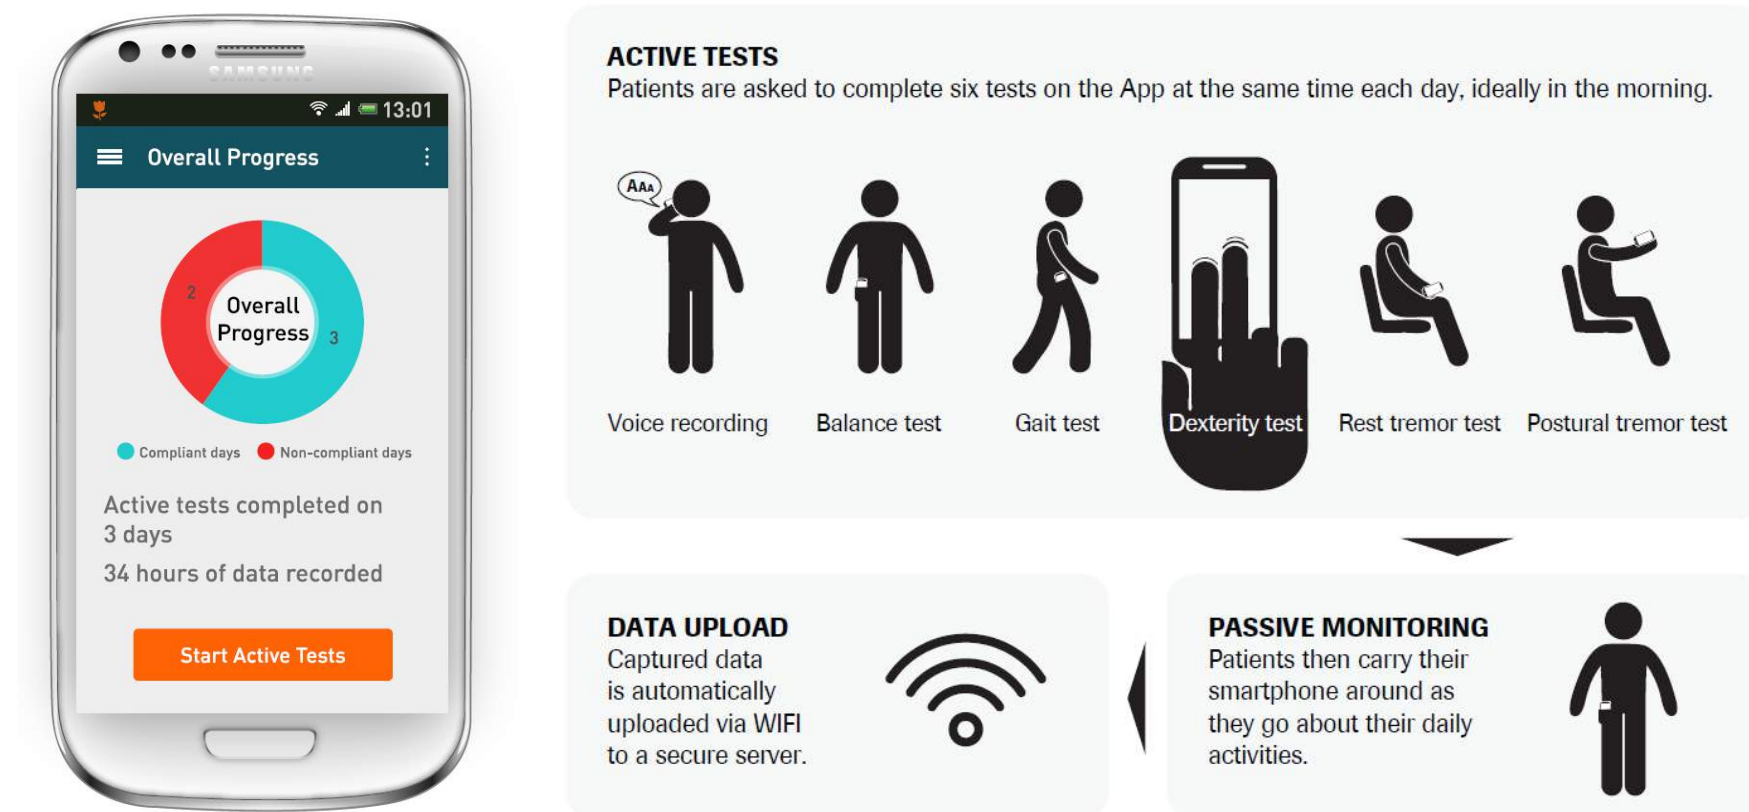 SAMSUNG
13:01
Overall Progress
2
Overall
Progress
3
Compliant days
Non-compliant days
Active tests completed on
3 days
34 hours of data recorded
Start Active Tests
ACTIVE TESTS
Patients are asked to complete six tests on the App at the same time each day, ideally in the morning.
AAA
Voice recording
Balance test
Gait test
Dexterity test
Rest tremor test
Postural tremor test
DATA UPLOAD
Captured data
is automatically
uploaded via WIFI
to a secure server.
PASSIVE MONITORING
Patients then carry their
smartphone around as
they go about their daily
activities.